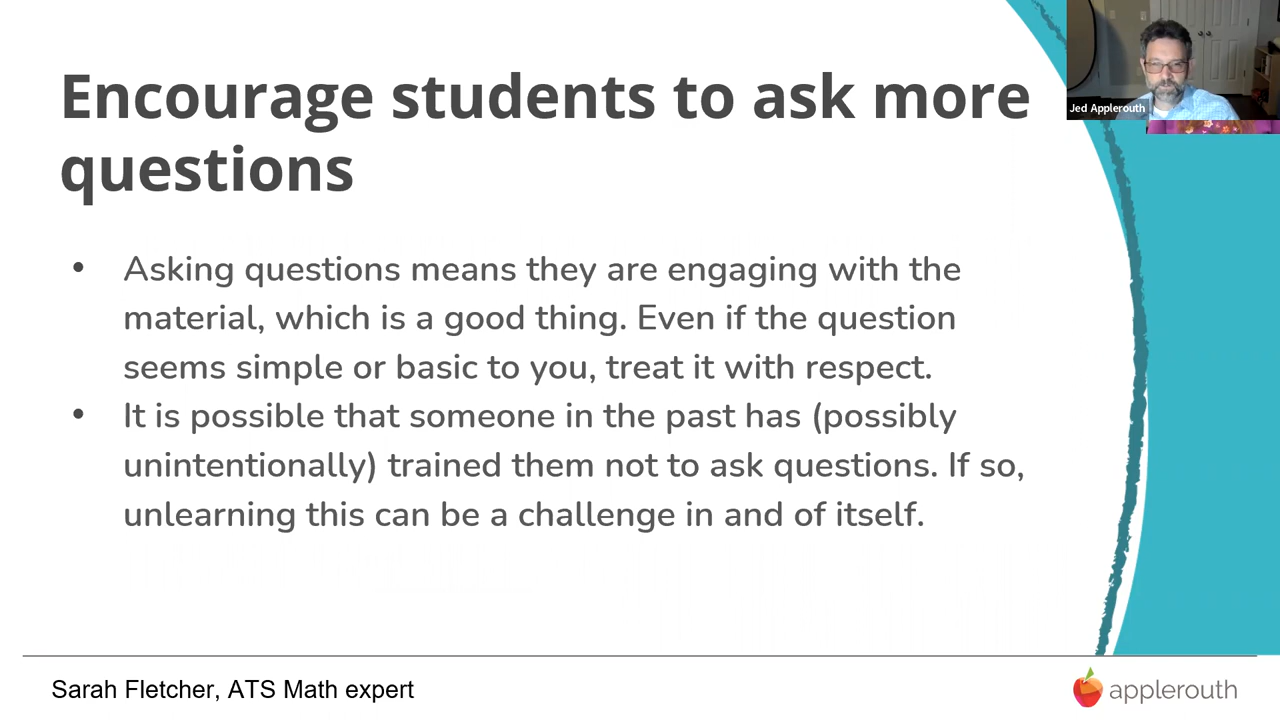 Encourage students to ask more
questions
Jed Applerouth
• Asking questions means they are engaging with the
material, which is a good thing. Even if the question
seems simple or basic to you, treat it with respect.
• It is possible that someone in the past has (possibly
unintentionally) trained them not to ask questions. If so,
unlearning this can be a challenge in and of itself.
Sarah Fletcher, ATS Math expert
applerouth